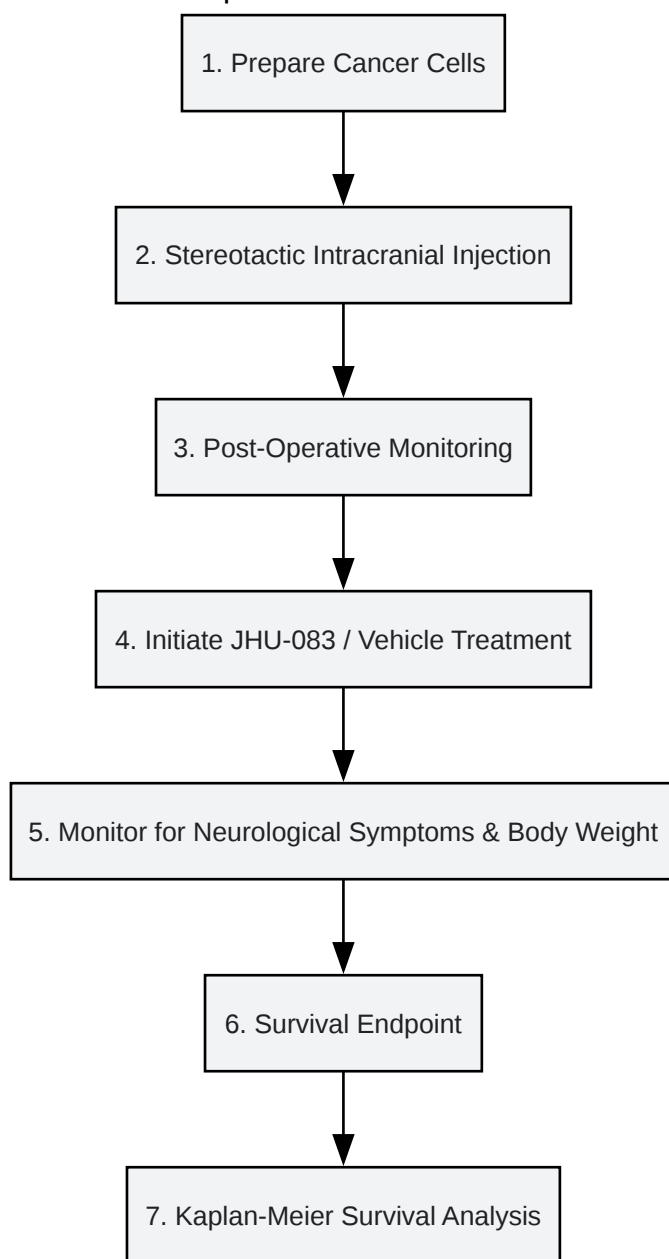 1. Prepare Cancer Cells
2. Stereotactic Intracranial Injection
3. Post-Operative Monitoring
4. Initiate JHU-083 / Vehicle Treatment
5. Monitor for Neurological Symptoms & Body Weight
6. Survival Endpoint
7. Kaplan-Meier Survival Analysis